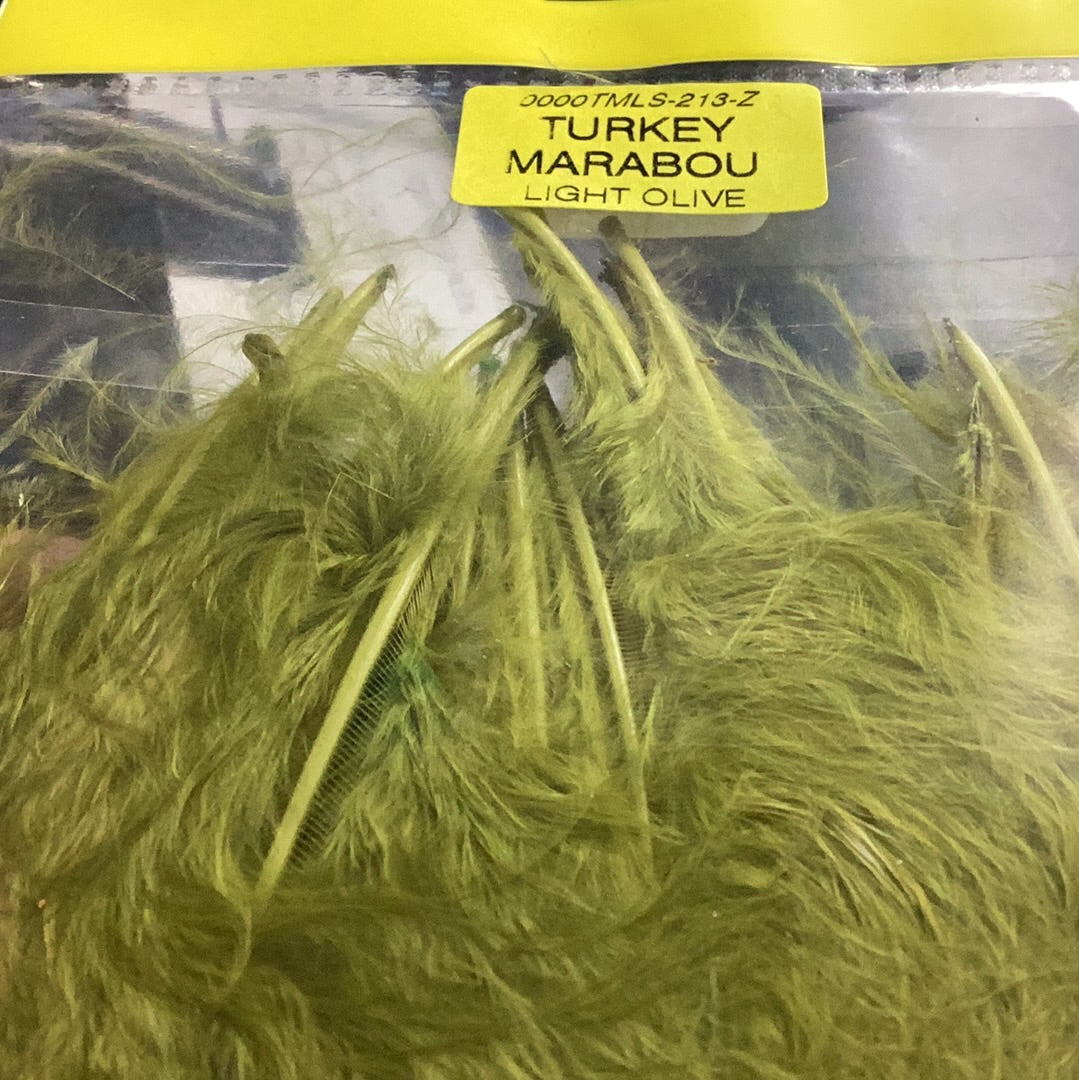 0000TMLS-213-Z
TURKEY
MARABOU
LIGHT OLIVE